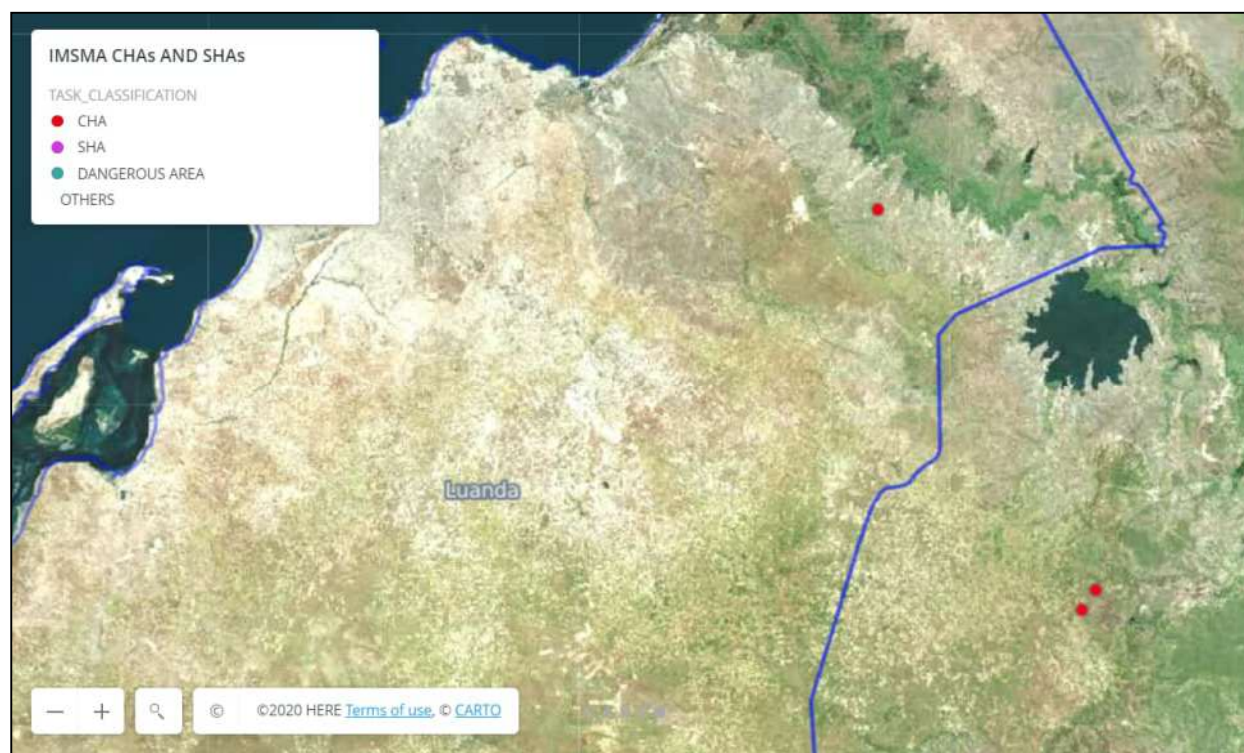 IMSMA CHAs AND SHAs
TASK_CLASSIFICATION
CHA
SHA
DANGEROUS AREA
OTHERS
Luanda
©
©2020 HERE Terms of use, © CARTO